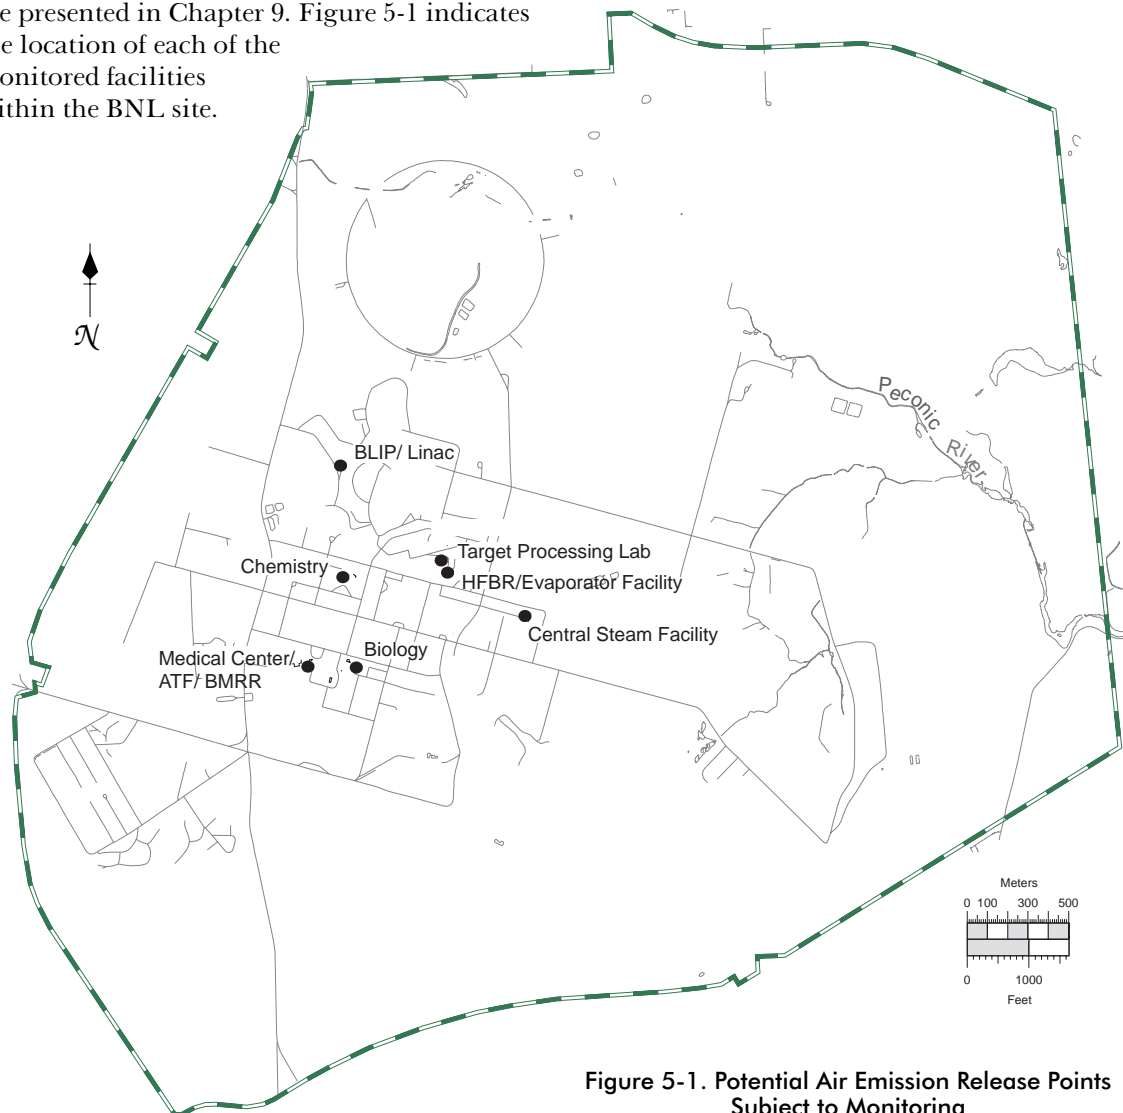 e presented in Chapter 9. Figure 5-1 indicates
e location of each of the
onitored facilities
ithin the BNL site.
N
Peconic
River
BLIP/ Linac
Target Processing Lab
Chemistry
HFBR/Evaporator Facility
Central Steam Facility
Biology
Medical Center/
ATF/ BMRR
Meters
0 100 300 500
0 1000
Feet
Figure 5-1. Potential Air Emission Release Points
Subject to Monitoring